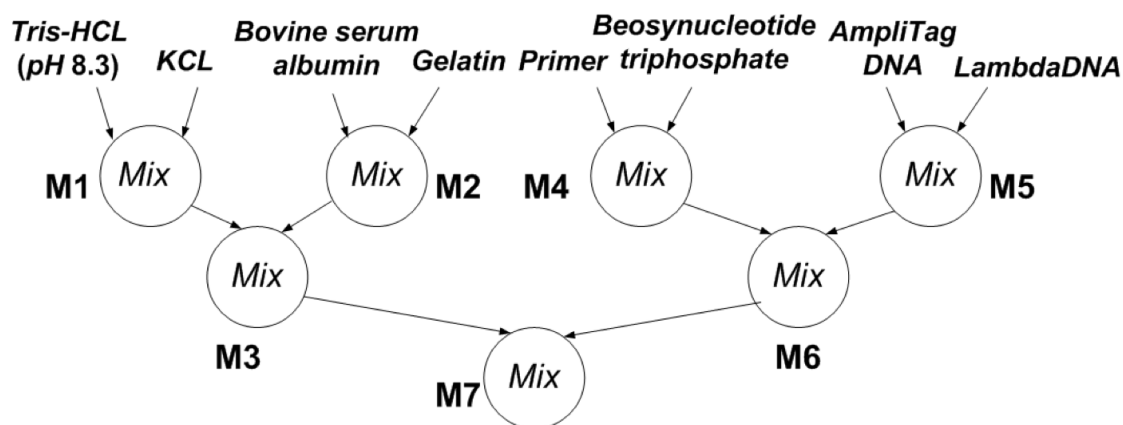 Tris-HCL
(pH 8.3)
KCL
Bovine serum
albumin
Gelatin
Primer
Beosynucleotide
triphosphate
AmpliTag
DNA
LambdaDNA
M1
Mix
Mix
M2
M4
Mix
Mix
M5
Mix
Mix
M3
M6
M7
Mix